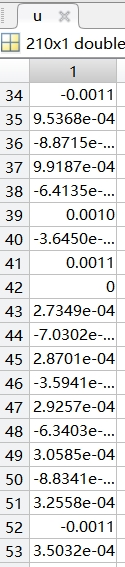 u
210x1 double
1
34 -0.0011
35 9.5368e-04
36 -8.8715e-...
37 9.9187e-04
38 -6.4135e-...
39 0.0010
40 -3.6450e-...
41 0.0011
42 0
43 2.7349e-04
44 -7.0302e-...
45 2.8701e-04
46 -3.5941e-...
47 2.9257e-04
48 -6.3403e-...
49 3.0585e-04
50 -8.8341e-...
51 3.2558e-04
52 -0.0011
53 3.5032e-04